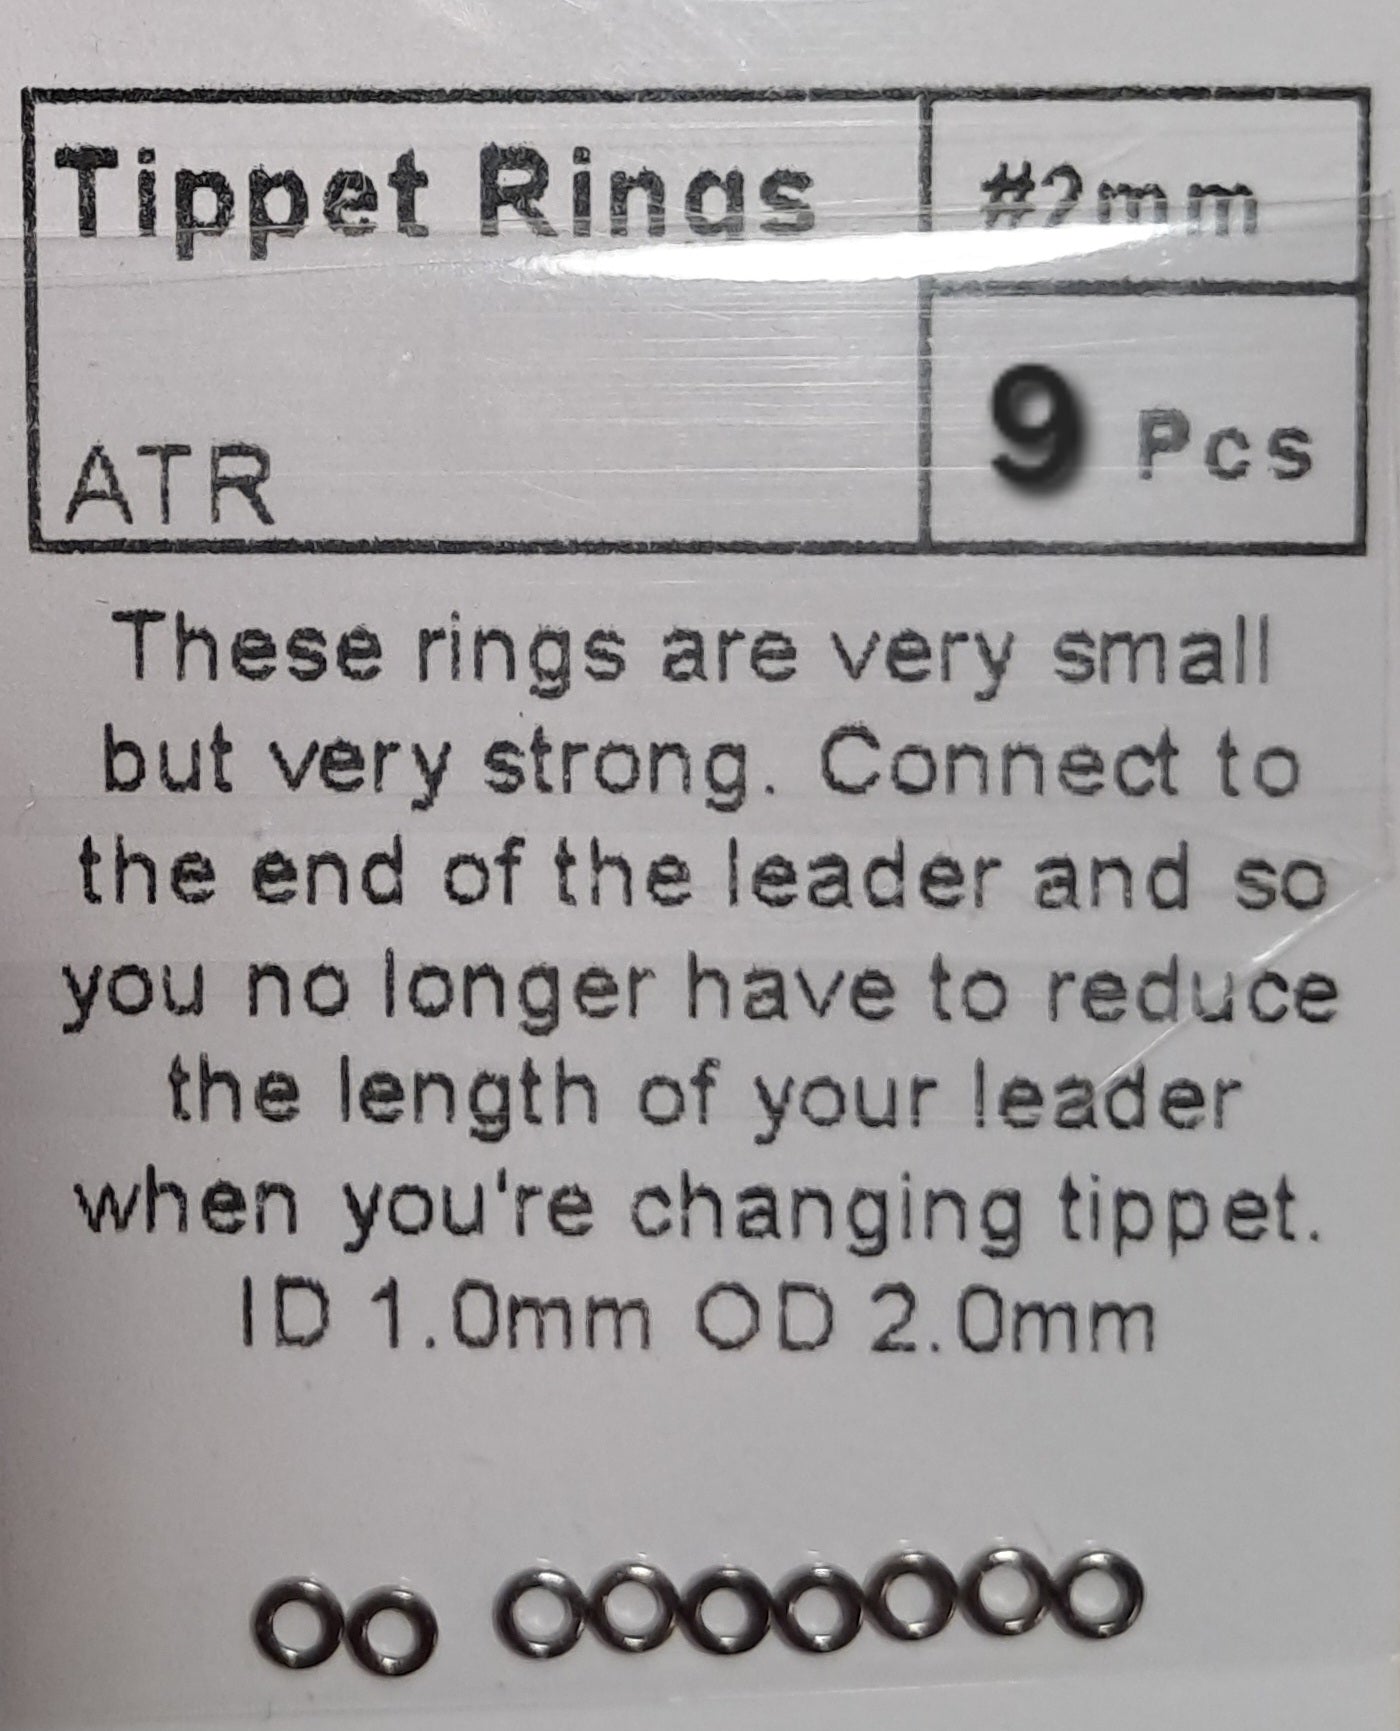 Tippet Rings
#2mm
9 Pcs
ATR
These rings are very small
but very strong. Connect to
the end of the leader and so
you no longer have to reduce
the length of your leader
when you're changing tippet.
ID 1.0mm OD 2.0mm